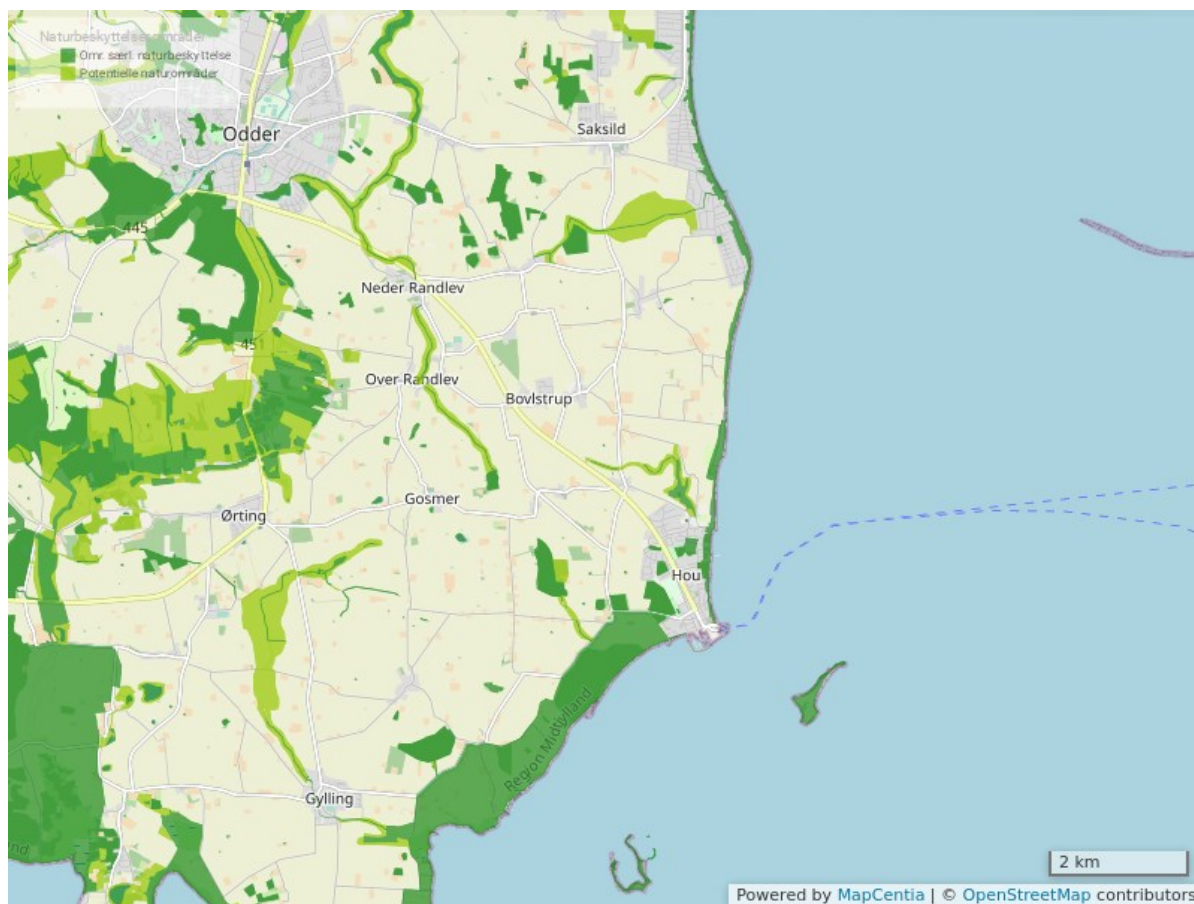 Naturbeskyttelsesområder
Omr. særl. naturbeskyttelse
Potentielle naturområder
Odder
Saksild
445
Neder Randlev
451
Over Randlev
Bovlstrup
Gosmer
Ørting
Hou
Region Midtjylland
Gylling
2 km
Powered by MapCentia | © OpenStreetMap contributors